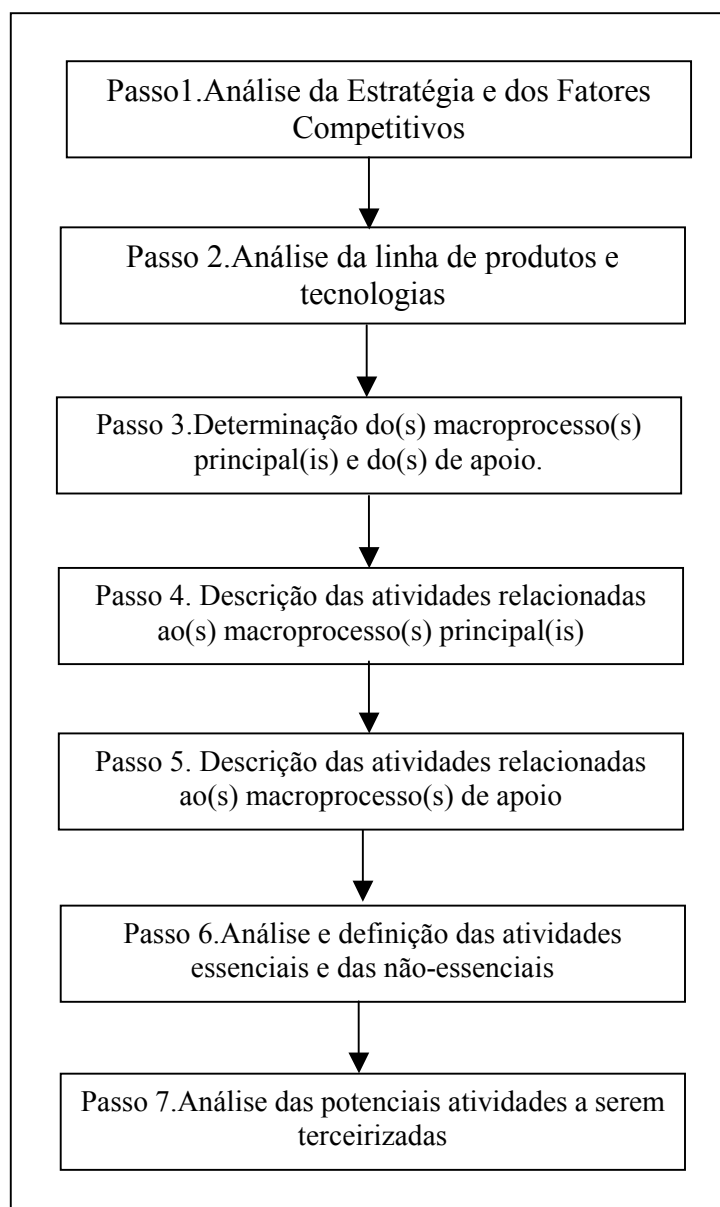 Passo1.Análise da Estratégia e dos Fatores
Competitivos
Passo 2.Análise da linha de produtos e
tecnologias
Passo 3.Determinação do(s) macroprocesso(s)
principal(is) e do(s) de apoio.
Passo 4. Descrição das atividades relacionadas
ao(s) macroprocesso(s) principal(is)
Passo 5. Descrição das atividades relacionadas
ao(s) macroprocesso(s) de apoio
Passo 6.Análise e definição das atividades
essenciais e das não-essenciais
Passo 7.Análise das potenciais atividades a serem
terceirizadas